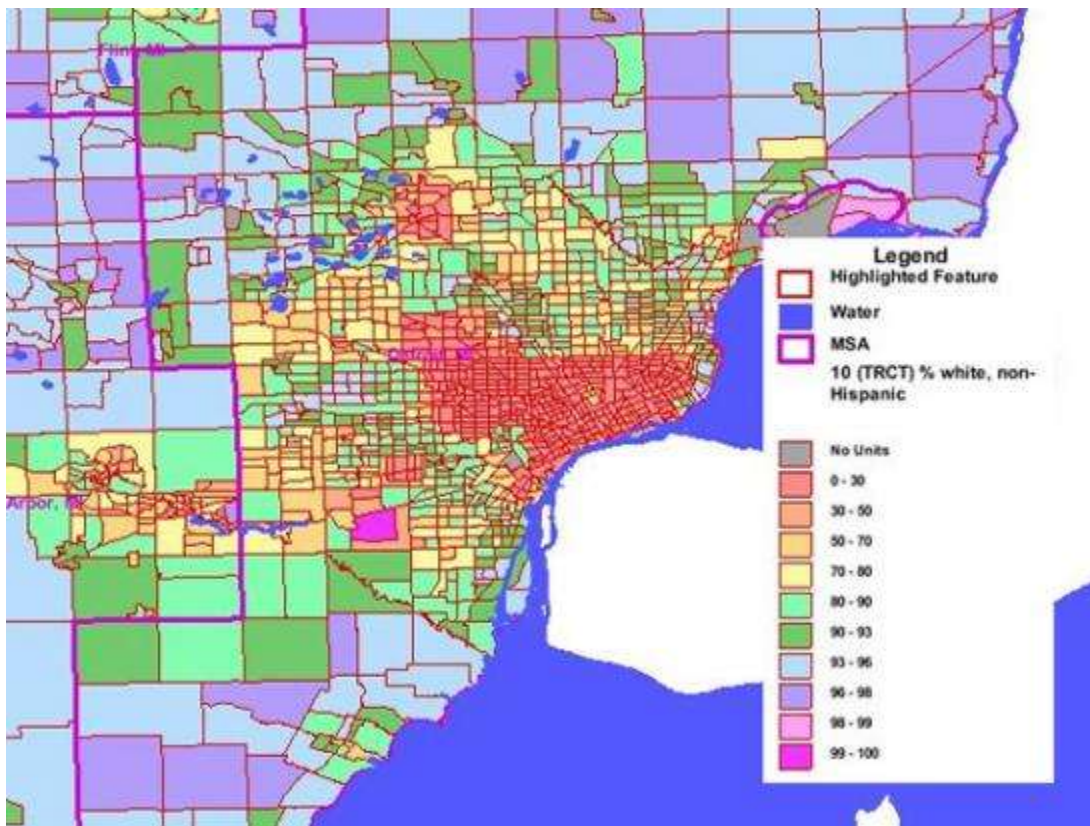 Flint, MI
Legend
Highlighted Feature
Water
MSA
10 (TRCT) % white, non-
Hispanic
No Units
0 - 30
30 - 50
50 - 70
70 - 80
80 - 90
90 - 93
93 - 96
96 - 98
98 - 99
99 - 100
Arbor, MI